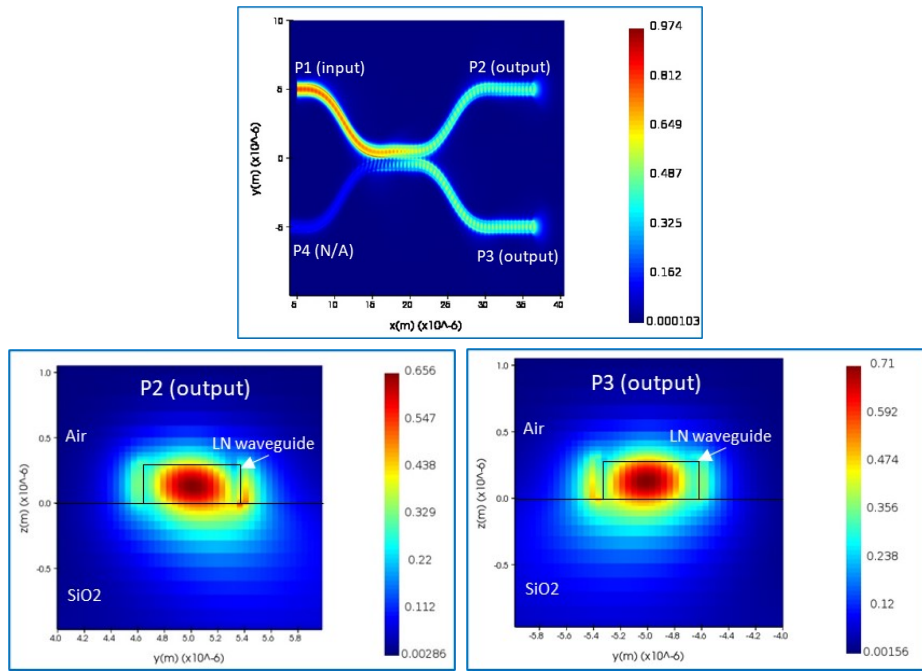 10
5
0
-5
y(m) (x10^-6)
5 10 15 20 25 30 35 40
x(m) (x10^-6)
P1 (input)
P2 (output)
P4 (N/A)
P3 (output)
0.974
0.812
0.649
0.487
0.325
0.162
0.000103
P2 (output)
Air
LN waveguide
SiO2
1.0
0.5
0.0
-0.5
z(m) (x10^-6)
4.0 4.2 4.4 4.6 4.8 5.0 5.2 5.4 5.6 5.8
y(m) (x10^-6)
0.656
0.547
0.438
0.329
0.22
0.112
0.00286
P3 (output)
Air
LN waveguide
SiO2
1.0
0.5
0.0
-0.5
z(m) (x10^-6)
-5.8 -5.6 -5.4 -5.2 -5.0 -4.8 -4.6 -4.4 -4.2 -4.0
y(m) (x10^-6)
0.71
0.592
0.474
0.356
0.238
0.12
0.00156